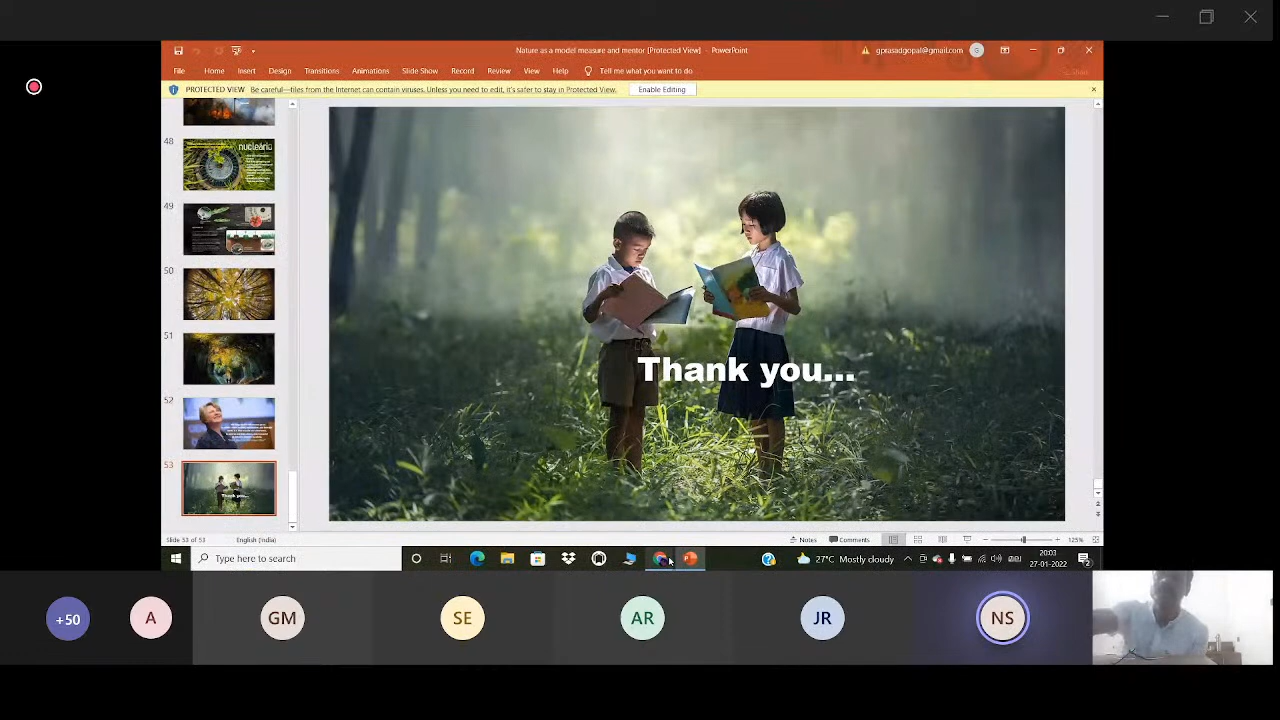 Nature as a model measure and mentor [Protected View] - PowerPoint
gprasadgopal@gmail.com
G
File Home Insert Design Transitions Animations Slide Show Record Review View Help Tell me what you want to do
PROTECTED VIEW Be careful—files from the Internet can contain viruses. Unless you need to edit, it's safer to stay in Protected View. Enable Editing
48
nucleário
49
50
51
52
53
Thank you...
Thank you...
Slide 53 of 53 English (India) Notes Comments 125%
Type here to search
27°C Mostly cloudy
20:03
27-01-2022
+50 A GM SE AR JR NS